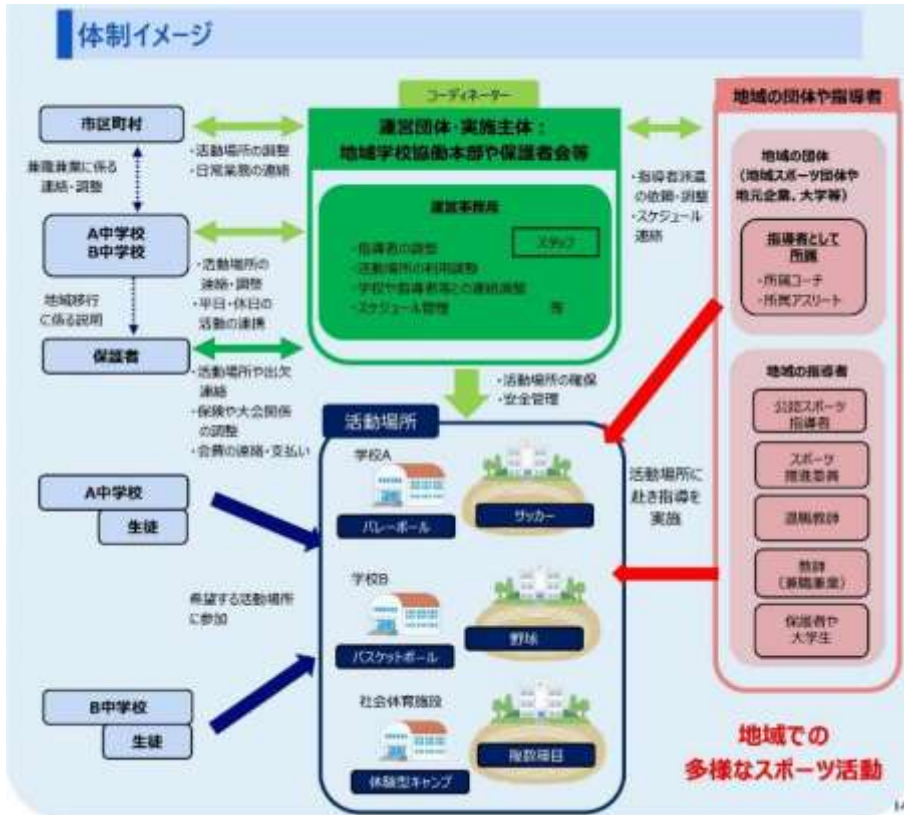 体制イメージ
コーディネーター
運営団体・実施主体：
地域学校協働本部や保護者会等
運営事務局
スタッフ
・指導者の調整
・活動場所の利用調整
・学校や指導者等との連絡調整
・スケジュール管理
等
市区町村
・活動場所の調整
・日常業務の連絡
兼職兼業に係る
連絡・調整
A中学校
B中学校
・活動場所の
連絡・調整
・平日・休日の
活動の連携
地域移行
に係る説明
保護者
・活動場所や出欠
連絡
・保険や大会関係
の調整
・会費の連絡・支払い
・指導者派遣
の依頼・調整
・スケジュール
連絡
地域の団体や指導者
地域の団体
（地域スポーツ団体や
地元企業、大学等）
指導者として
所属
・所属コーチ
・所属アスリート
地域の指導者
公認スポーツ
指導者
スポーツ
推進委員
退職教師
教師
（兼職兼業）
保護者や
大学生
・活動場所の確保
・安全管理
活動場所
学校A
バレーボール
サッカー
学校B
バスケットボール
野球
社会体育施設
体験型キャンプ
複数種目
活動場所に
赴き指導を
実施
A中学校
生徒
希望する活動場所
に参加
B中学校
生徒
地域での
多様なスポーツ活動
14